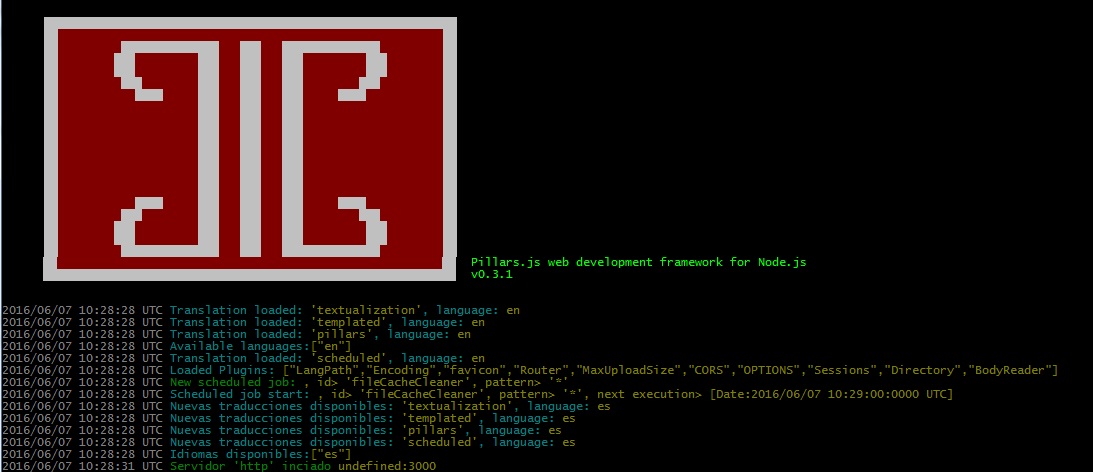 Pillars.js web development framework for Node.js
v0.3.1
2016/06/07 10:28:28 UTC Translation loaded: 'textualization', language: en
2016/06/07 10:28:28 UTC Translation loaded: 'templated', language: en
2016/06/07 10:28:28 UTC Translation loaded: 'pillars', language: en
2016/06/07 10:28:28 UTC Available languages:["en"]
2016/06/07 10:28:28 UTC Translation loaded: 'scheduled', language: en
2016/06/07 10:28:28 UTC Loaded Plugins: ["LangPath","Encoding","favicon","Router","MaxUploadSize","CORS","OPTIONS","Sessions","Directory","BodyReader"]
2016/06/07 10:28:28 UTC New scheduled job: , id> 'fileCacheCleaner', pattern> '*'
2016/06/07 10:28:28 UTC Scheduled job start: , id> 'fileCacheCleaner', pattern> '*', next execution> [Date:2016/06/07 10:29:00:0000 UTC]
2016/06/07 10:28:28 UTC Nuevas traducciones disponibles: 'textualization', language: es
2016/06/07 10:28:28 UTC Nuevas traducciones disponibles: 'templated', language: es
2016/06/07 10:28:28 UTC Nuevas traducciones disponibles: 'pillars', language: es
2016/06/07 10:28:28 UTC Nuevas traducciones disponibles: 'scheduled', language: es
2016/06/07 10:28:28 UTC Idiomas disponibles:["es"]
2016/06/07 10:28:31 UTC Servidor 'http' inciado undefined:3000